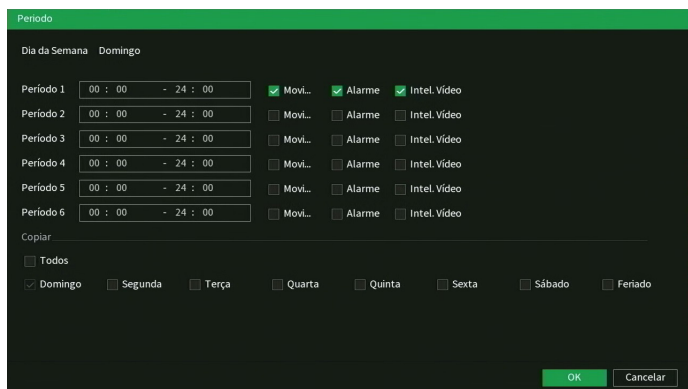 Periodo
Dia da Semana Domingo
Período 1 00 : 00 - 24 : 00 Movi... Alarme Intel. Vídeo
Período 2 00 : 00 - 24 : 00 Movi... Alarme Intel. Vídeo
Período 3 00 : 00 - 24 : 00 Movi... Alarme Intel. Vídeo
Período 4 00 : 00 - 24 : 00 Movi... Alarme Intel. Vídeo
Período 5 00 : 00 - 24 : 00 Movi... Alarme Intel. Vídeo
Período 6 00 : 00 - 24 : 00 Movi... Alarme Intel. Vídeo
Copiar
Todos
Domingo Segunda Terça Quarta Quinta Sexta Sábado Feriado
OK Cancelar